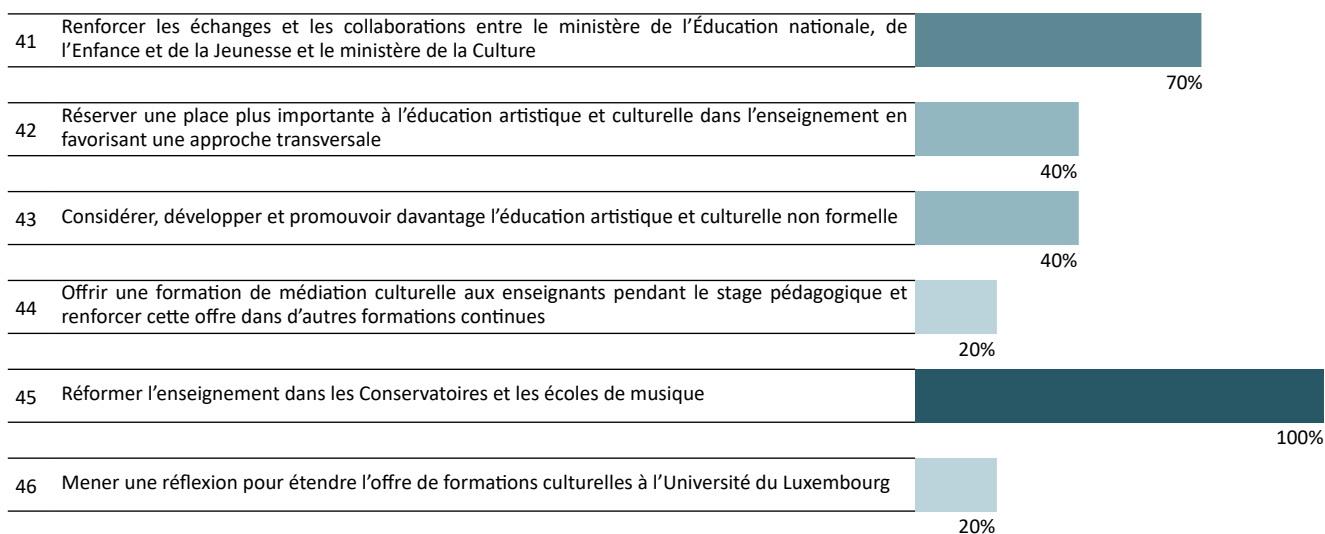 41 Renforcer les échanges et les collaborations entre le ministère de l’Éducation nationale, de
l’Enfance et de la Jeunesse et le ministère de la Culture
70%
42 Réserver une place plus importante à l’éducation artistique et culturelle dans l’enseignement en
favorisant une approche transversale
40%
43 Considérer, développer et promouvoir davantage l’éducation artistique et culturelle non formelle
40%
44 Offrir une formation de médiation culturelle aux enseignants pendant le stage pédagogique et
renforcer cette offre dans d’autres formations continues
20%
45 Réformer l’enseignement dans les Conservatoires et les écoles de musique
100%
46 Mener une réflexion pour étendre l’offre de formations culturelles à l’Université du Luxembourg
20%